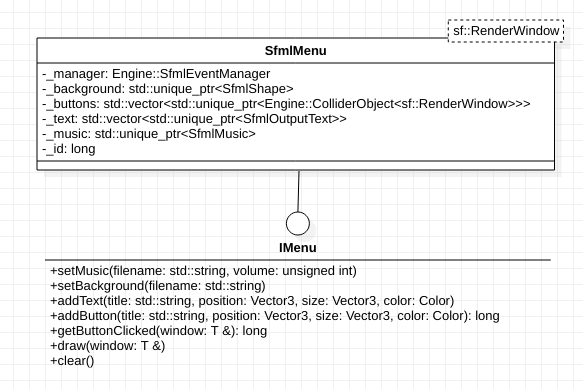 sf::RenderWindow
SfmlMenu
-_manager: Engine::SfmlEventManager
-_background: std::unique_ptr<SfmlShape>
-_buttons: std::vector<std::unique_ptr<Engine::ColliderObject<sf::RenderWindow>>>
-_text: std::vector<std::unique_ptr<SfmlOutputText>>
-_music: std::unique_ptr<SfmlMusic>
-_id: long
IMenu
+setMusic(filename: std::string, volume: unsigned int)
+setBackground(filename: std::string)
+addText(title: std::string, position: Vector3, size: Vector3, color: Color)
+addButton(title: std::string, position: Vector3, size: Vector3, color: Color): long
+getButtonClicked(window: T &): long
+draw(window: T &)
+clear()